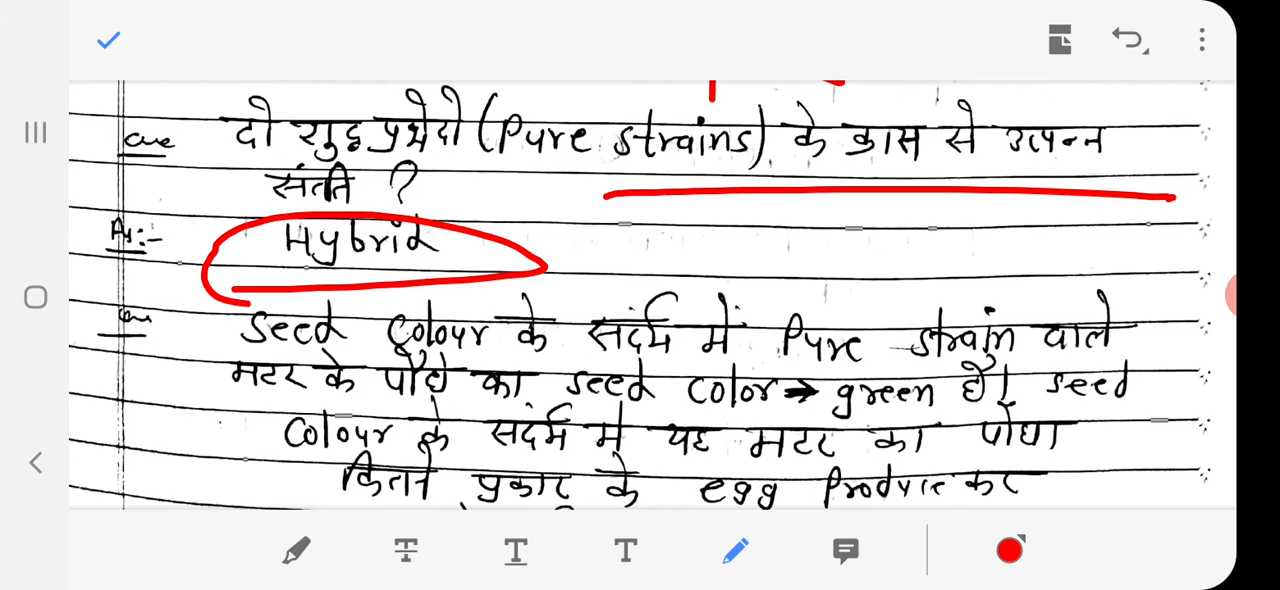 Que दो शुद्ध प्रभेदो (Pure strains) के क्रास से उत्पन्न
संतति ?
As:- Hybrid
Que Seed Colour के संदर्भ में Pure strain वाले
मटर के पौधे का seed color→ green है। seed
Colour के संदर्भ में यह मटर का पौधा
कितने प्रकार के egg Produce कर